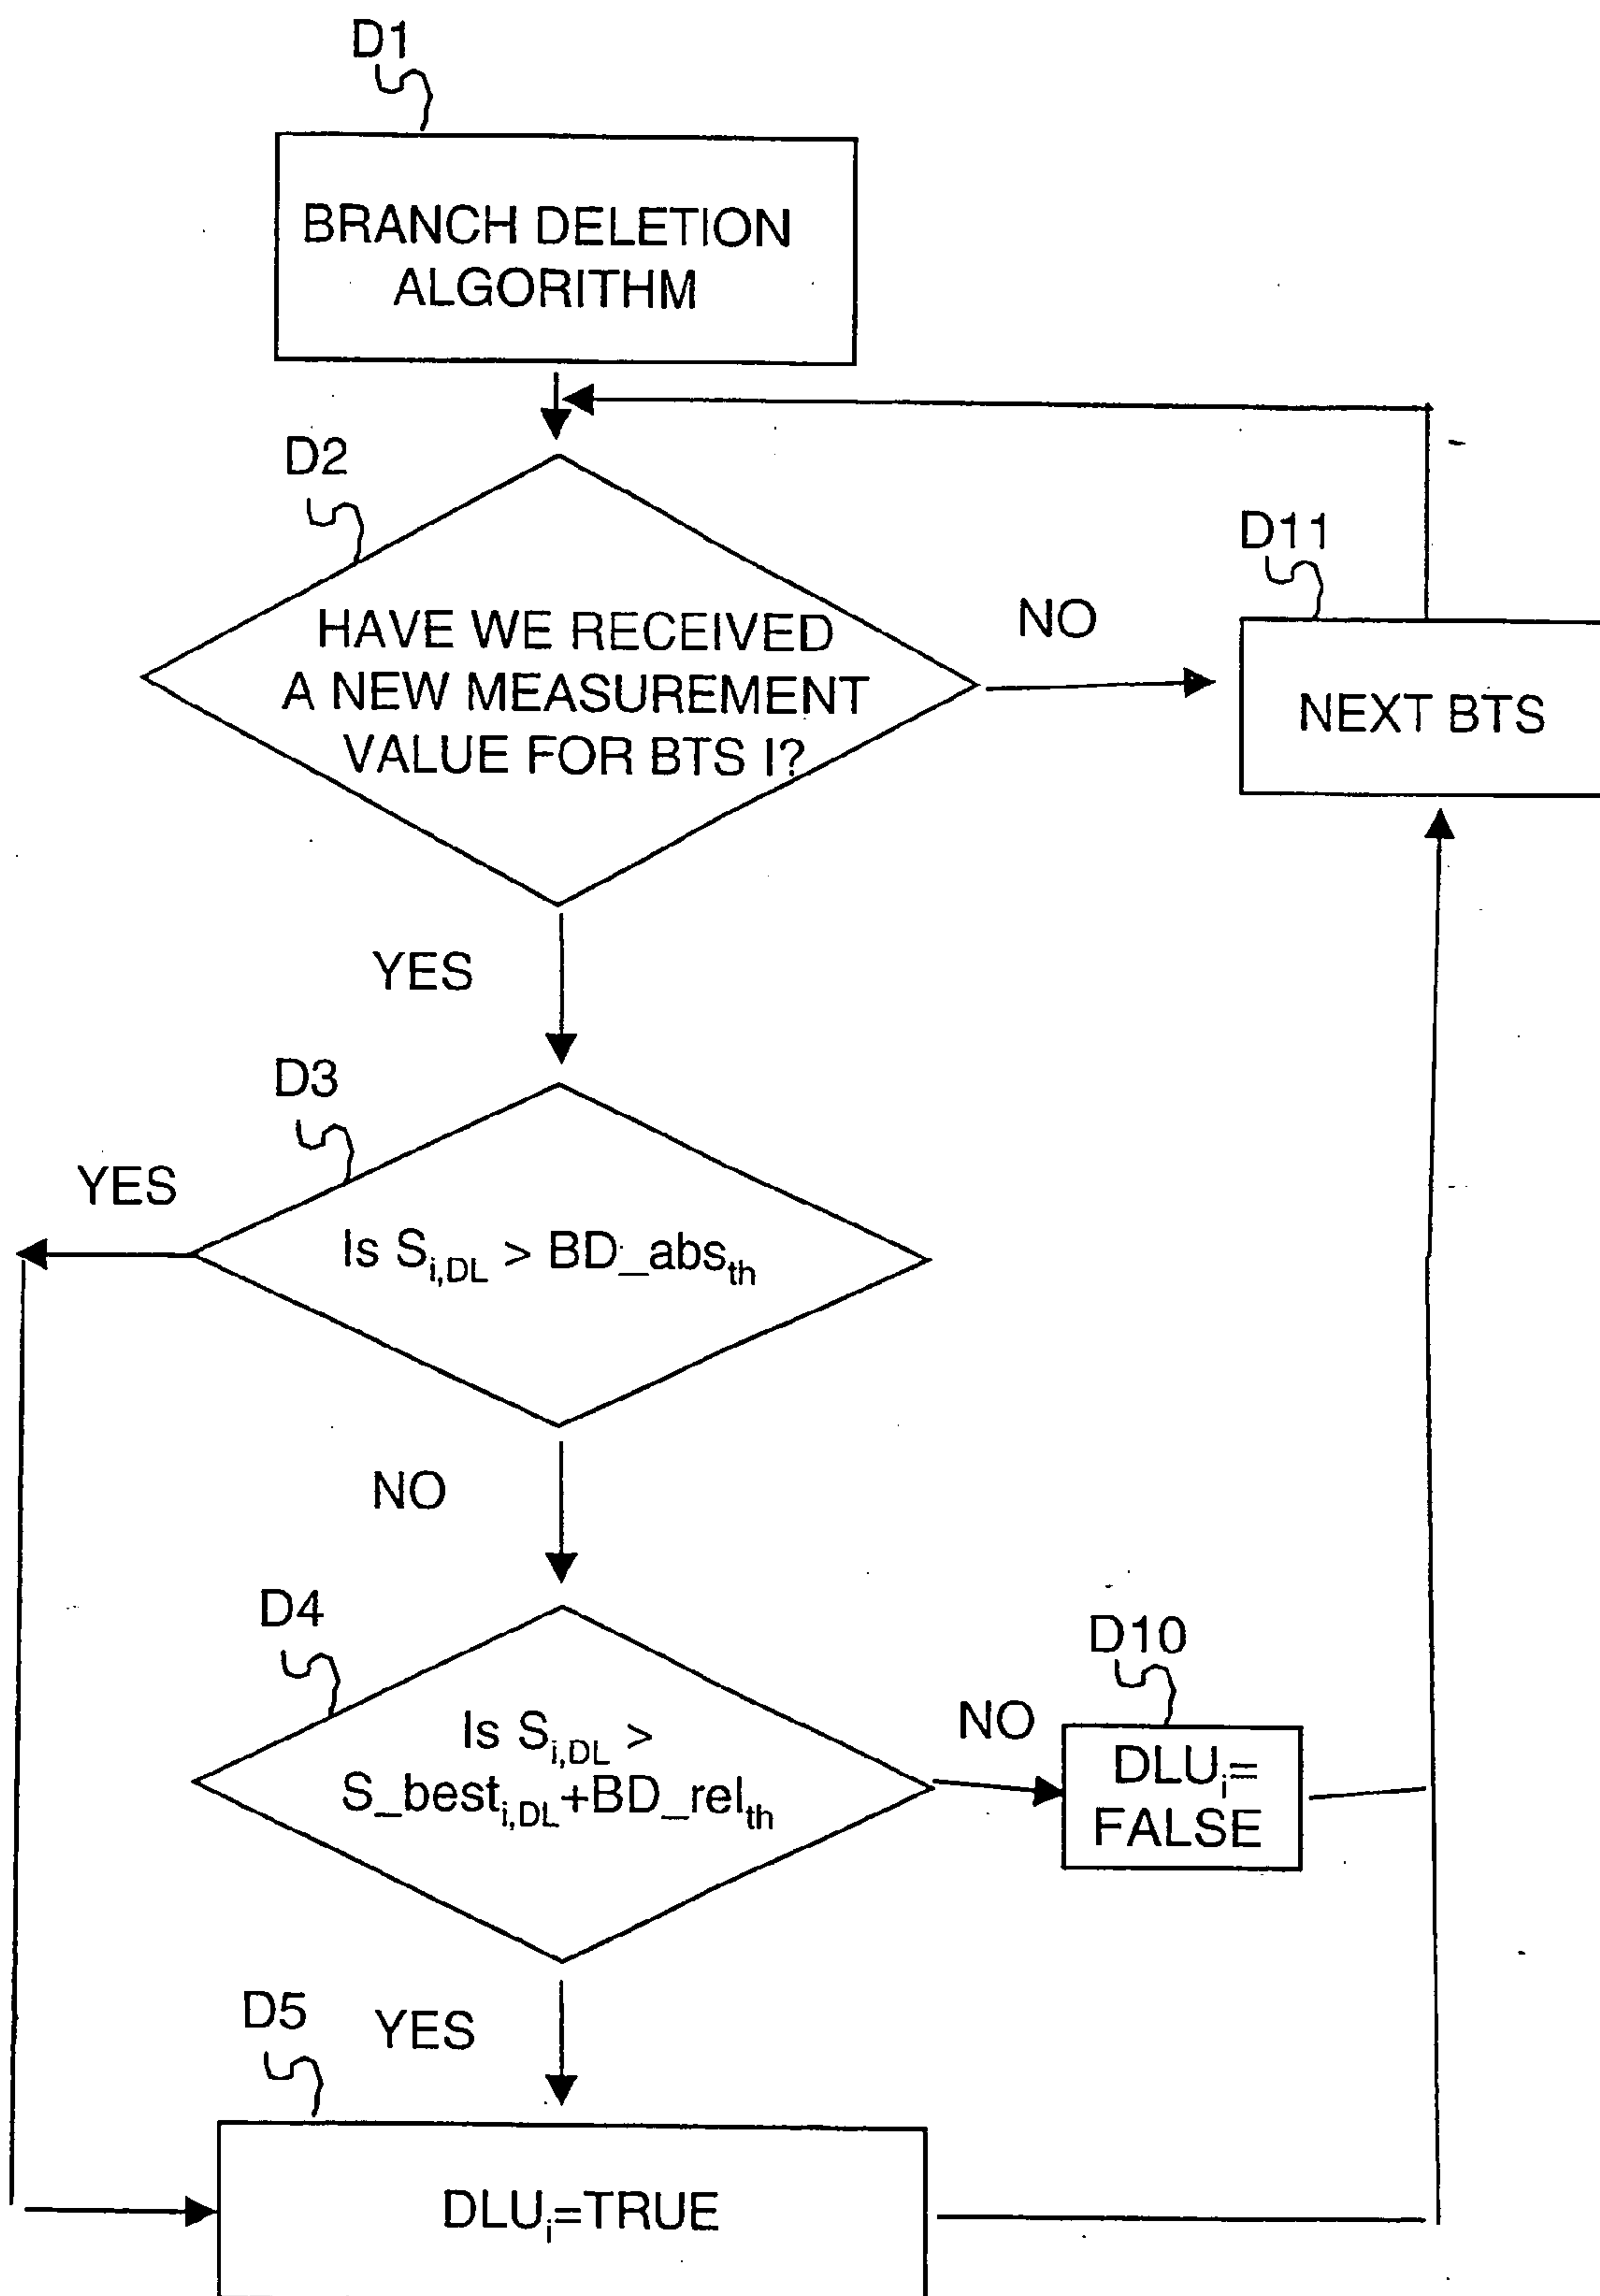 D1
BRANCH DELETION
ALGORITHM
D2
D11
HAVE WE RECEIVED
A NEW MEASUREMENT
VALUE FOR BTS I?
NO
NEXT BTS
YES
D3
YES
Is S_{i,DL} > BD_abs_{th}
NO
D4
D10
Is S_{i,DL} >
S_best_{i,DL}+BD_rel_{th}
NO
DLU_i=
FALSE
D5
YES
DLU_i=TRUE